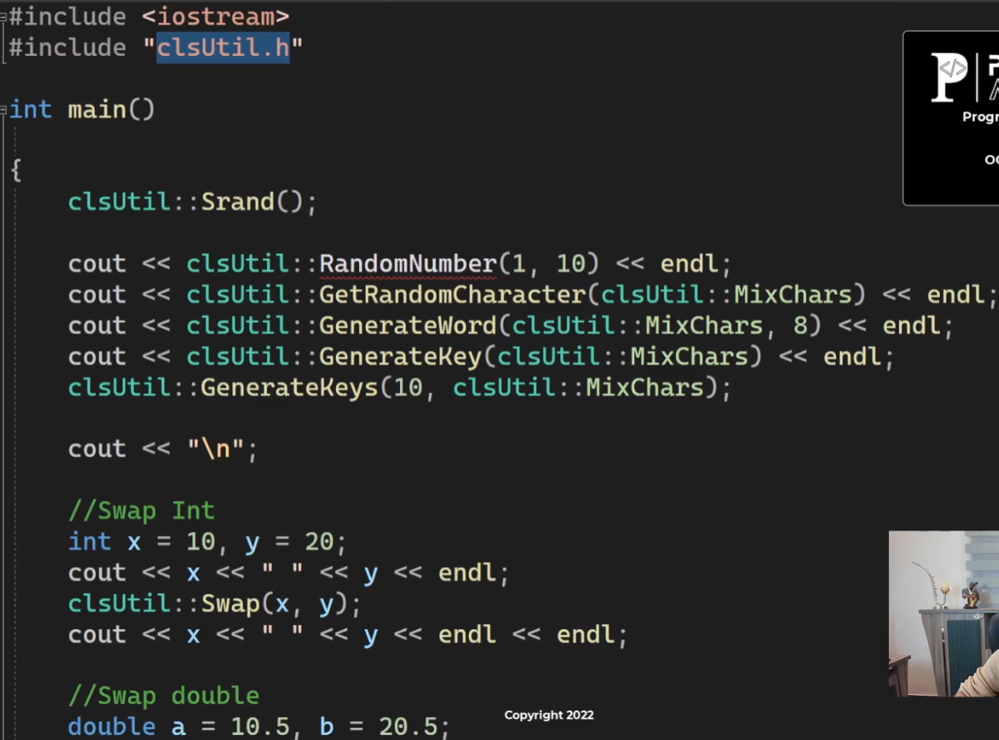 #include <iostream>
#include "clsUtil.h"
int main()
{
clsUtil::Srand();
cout << clsUtil::RandomNumber(1, 10) << endl;
cout << clsUtil::GetRandomCharacter(clsUtil::MixChars) << endl;
cout << clsUtil::GenerateWord(clsUtil::MixChars, 8) << endl;
cout << clsUtil::GenerateKey(clsUtil::MixChars) << endl;
clsUtil::GenerateKeys(10, clsUtil::MixChars);
cout << "\n";
//Swap Int
int x = 10, y = 20;
cout << x << " " << y << endl;
clsUtil::Swap(x, y);
cout << x << " " << y << endl << endl;
//Swap double
double a = 10.5, b = 20.5;
P
Copyright 2022